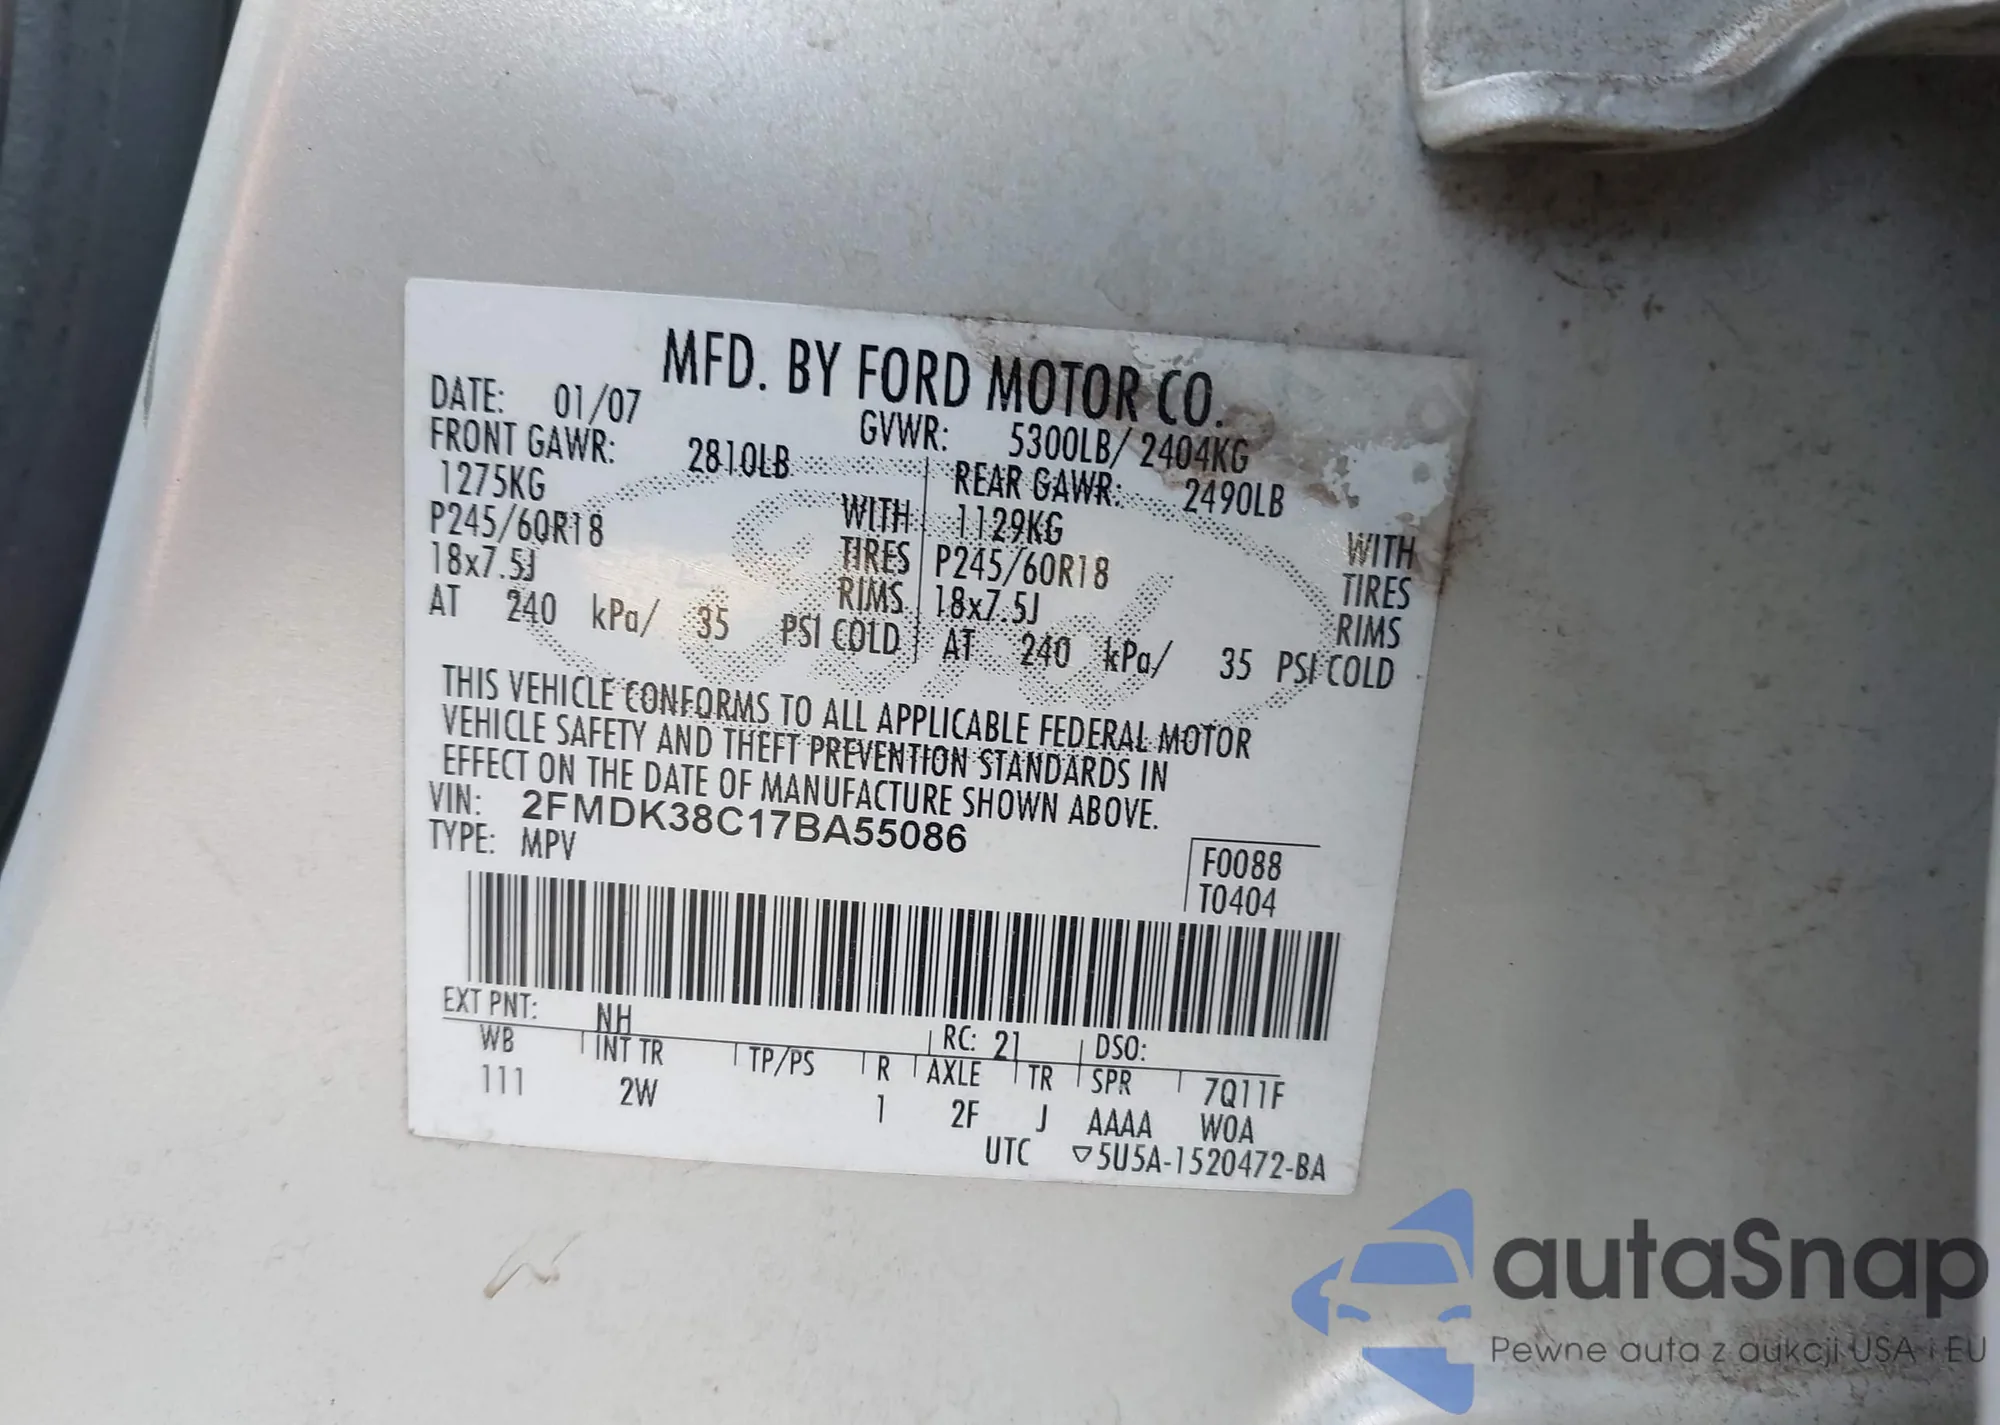 MFD. BY FORD MOTOR CO.
DATE: 01/07 GVWR: 5300LB/ 2404KG
FRONT GAWR: 2810LB REAR GAWR: 2490LB
1275KG WITH 1129KG WITH
P245/60R18 TIRES P245/60R18 TIRES
18x7.5J RIMS 18x7.5J RIMS
AT 240 kPa/ 35 PSI COLD AT 240 kPa/ 35 PSI COLD
THIS VEHICLE CONFORMS TO ALL APPLICABLE FEDERAL MOTOR
VEHICLE SAFETY AND THEFT PREVENTION STANDARDS IN
EFFECT ON THE DATE OF MANUFACTURE SHOWN ABOVE.
VIN: 2FMDK38C17BA55086
TYPE: MPV
F0088
T0404
EXT PNT: NH RC: 21 DSO:
WB INT TR TP/PS R AXLE TR SPR 7Q11F
111 2W 1 2F J AAAA WOA
UTC ▽5U5A-1520472-BA
autaSnap
Pewne auta z aukcji USA i EU